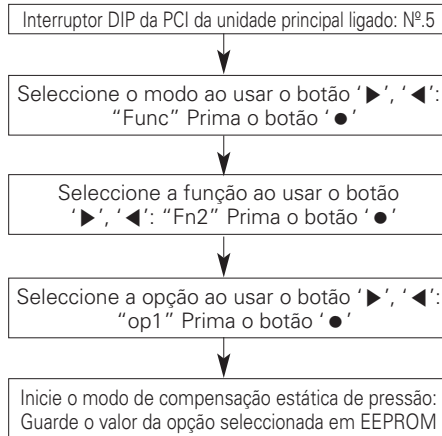 Interruptor DIP da PCI da unidade principal ligado: Nº.5
Seleccione o modo ao usar o botão ‘▶’, ‘◀’:
“Func” Prima o botão ‘●’
Seleccione a função ao usar o botão
‘▶’, ‘◀’: “Fn2” Prima o botão ‘●’
Seleccione a opção ao usar o botão ‘▶’, ‘◀’:
“op1” Prima o botão ‘●’
Inicie o modo de compensação estática de pressão:
Guarde o valor da opção seleccionada em EEPROM